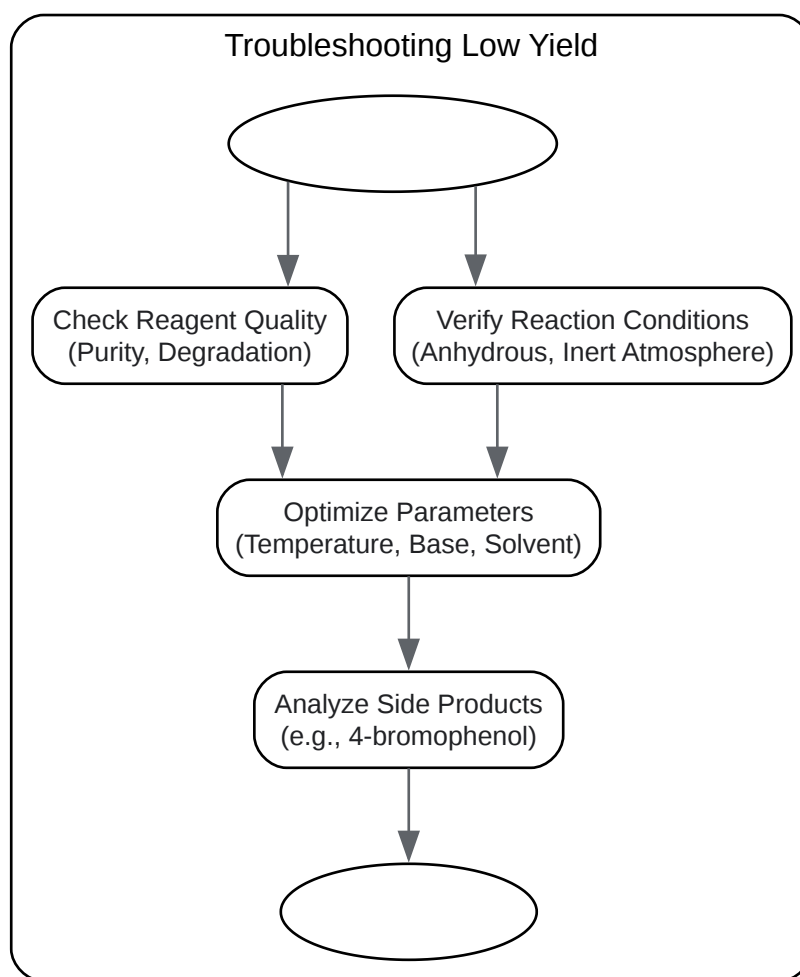 Troubleshooting Low Yield
Check Reagent Quality
(Purity, Degradation)
Verify Reaction Conditions
(Anhydrous, Inert Atmosphere)
Optimize Parameters
(Temperature, Base, Solvent)
Analyze Side Products
(e.g., 4-bromophenol)